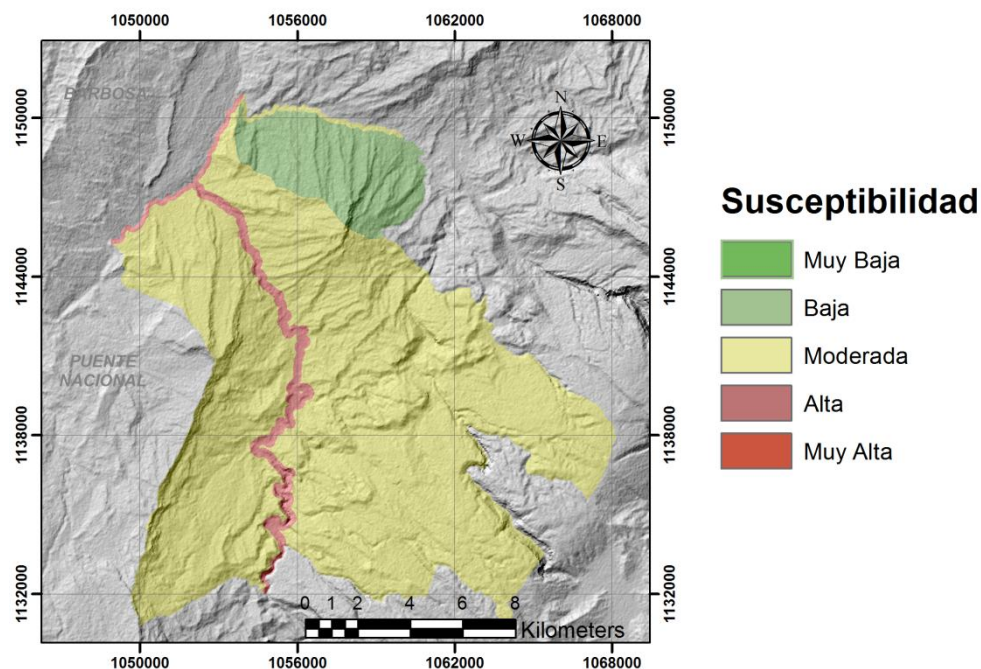 1050000 1056000 1062000 1068000
1150000 1150000
1144000 1144000
1138000 1138000
1132000 1132000
BARBOSA
N
W E
S
PUENTE
NACIONAL
0 1 2 4 6 8
Kilometers
1050000 1056000 1062000 1068000
Susceptibilidad
Muy Baja
Baja
Moderada
Alta
Muy Alta